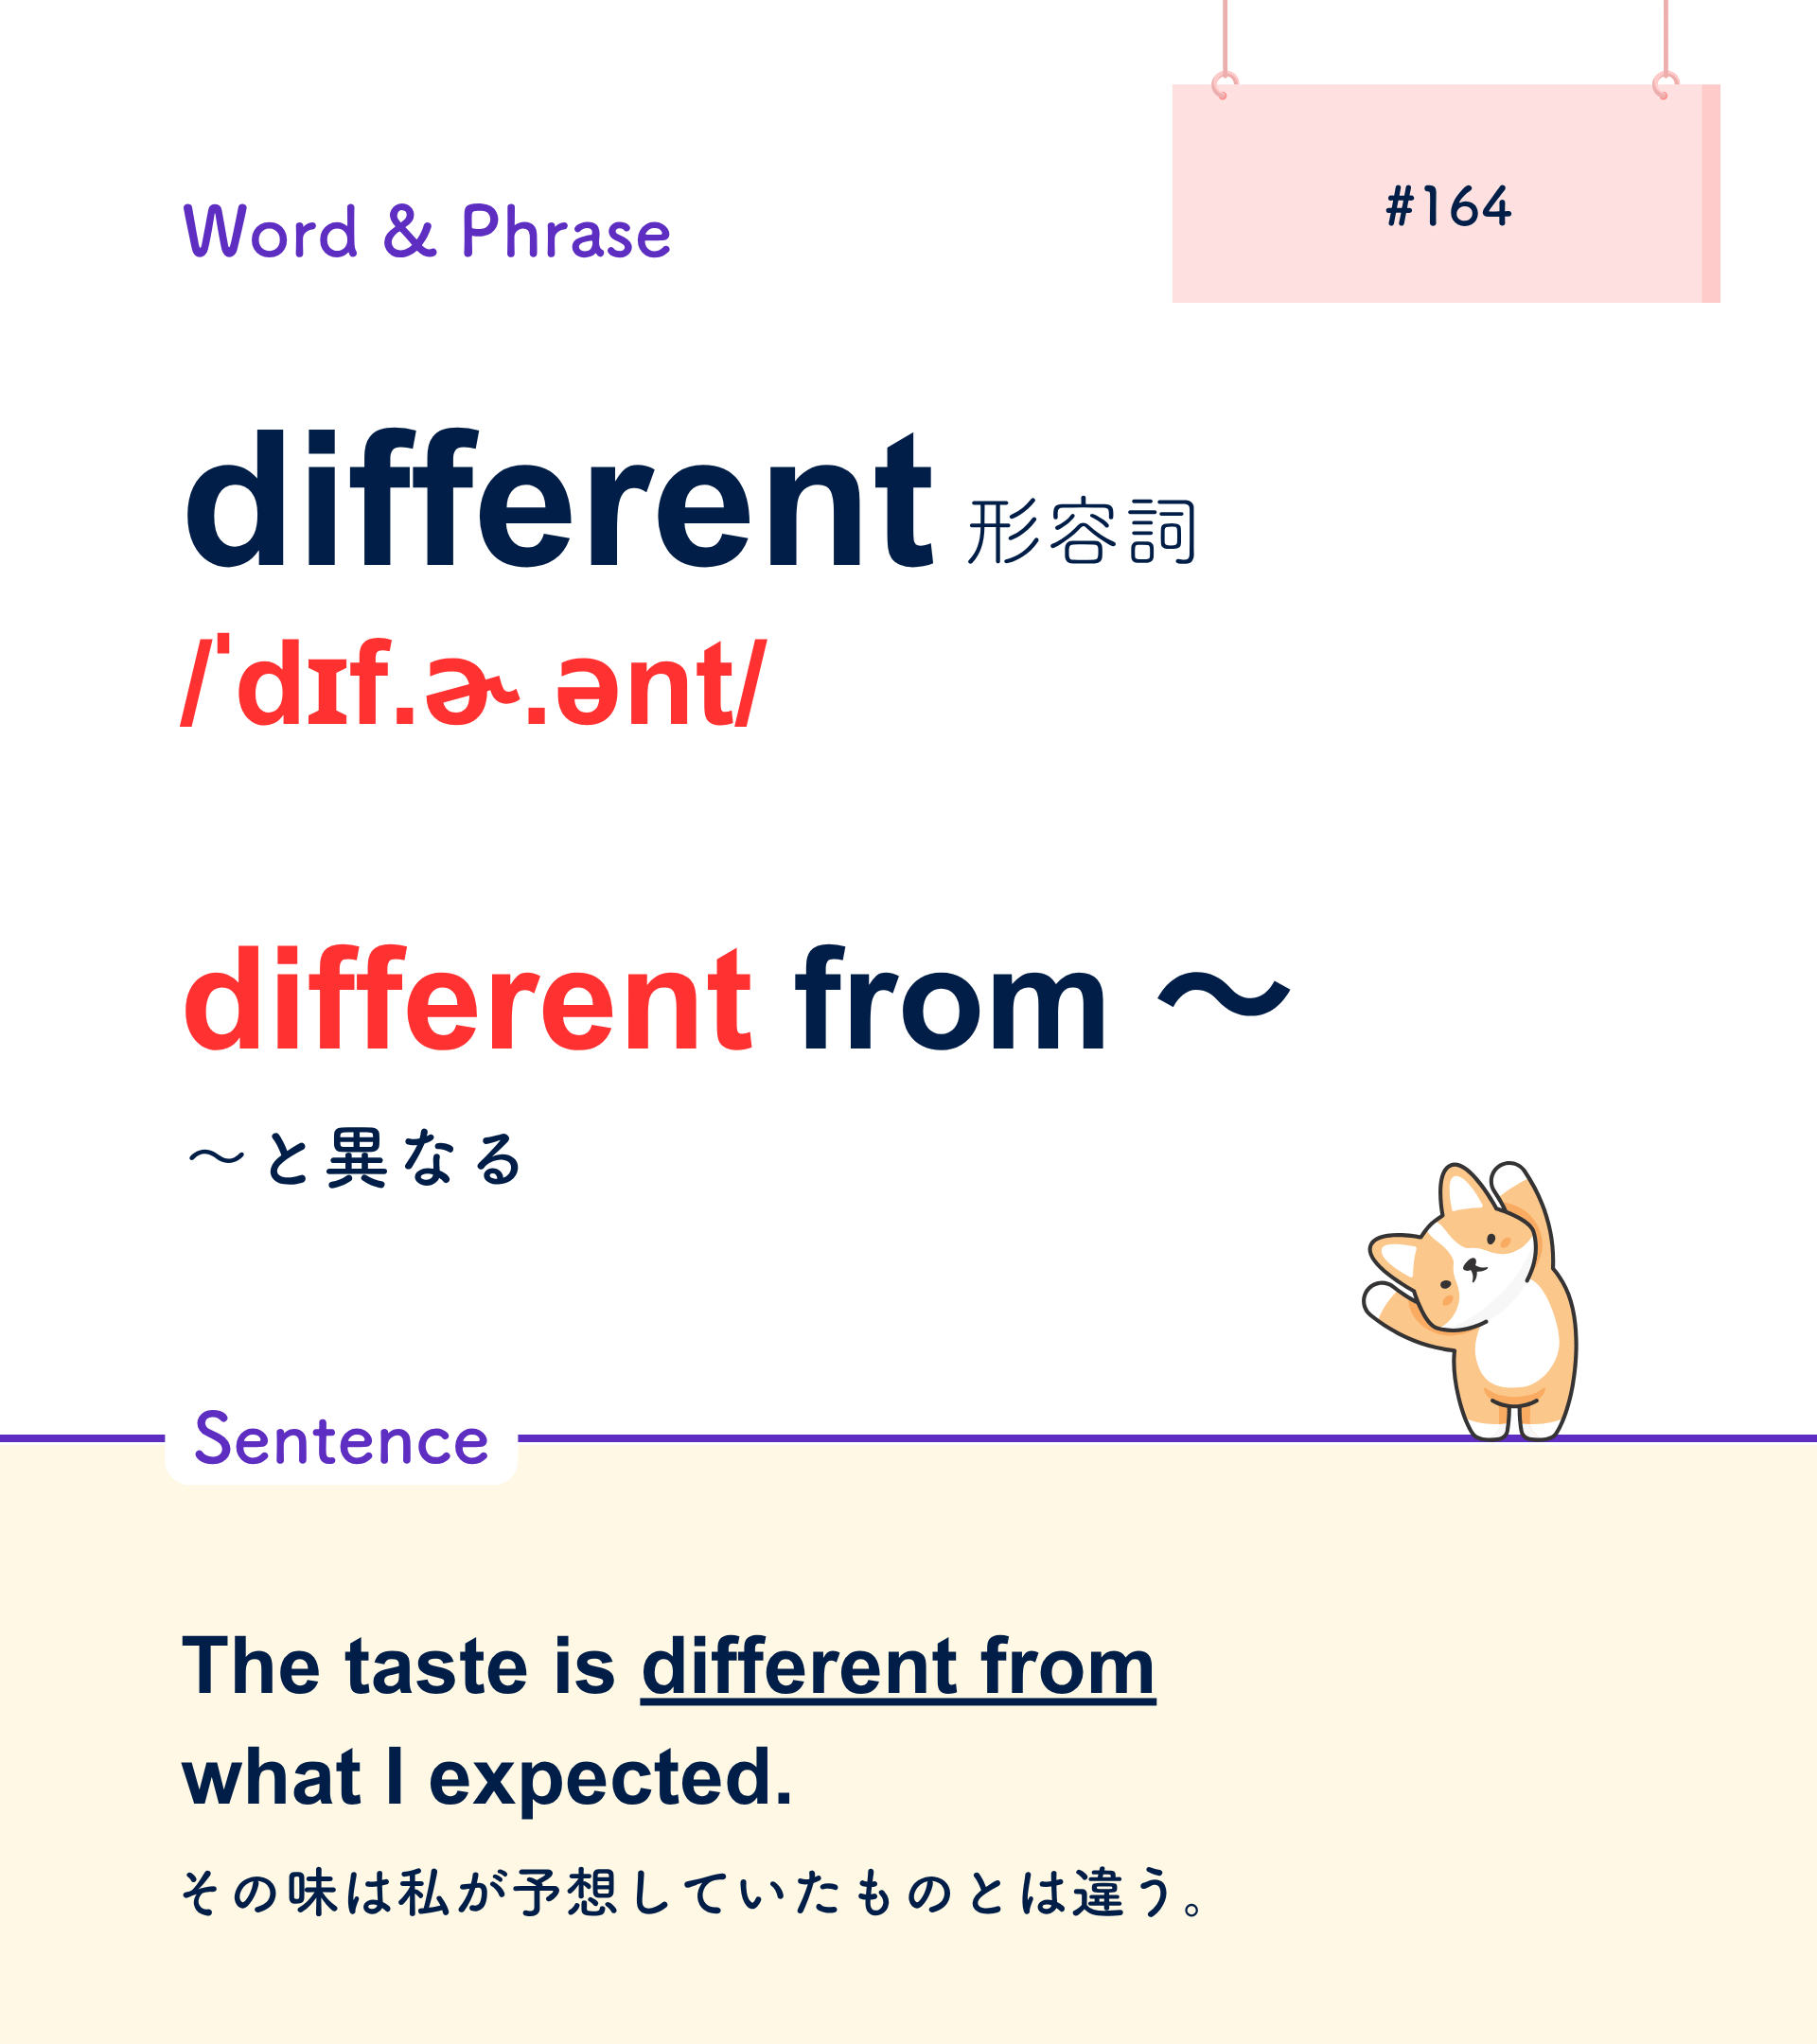 #164
Word & Phrase
different 形容詞
/ˈdɪf.ɚ.ənt/
different from 〜
〜と異なる
Sentence
The taste is different from
what I expected.
その味は私が予想していたものとは違う。